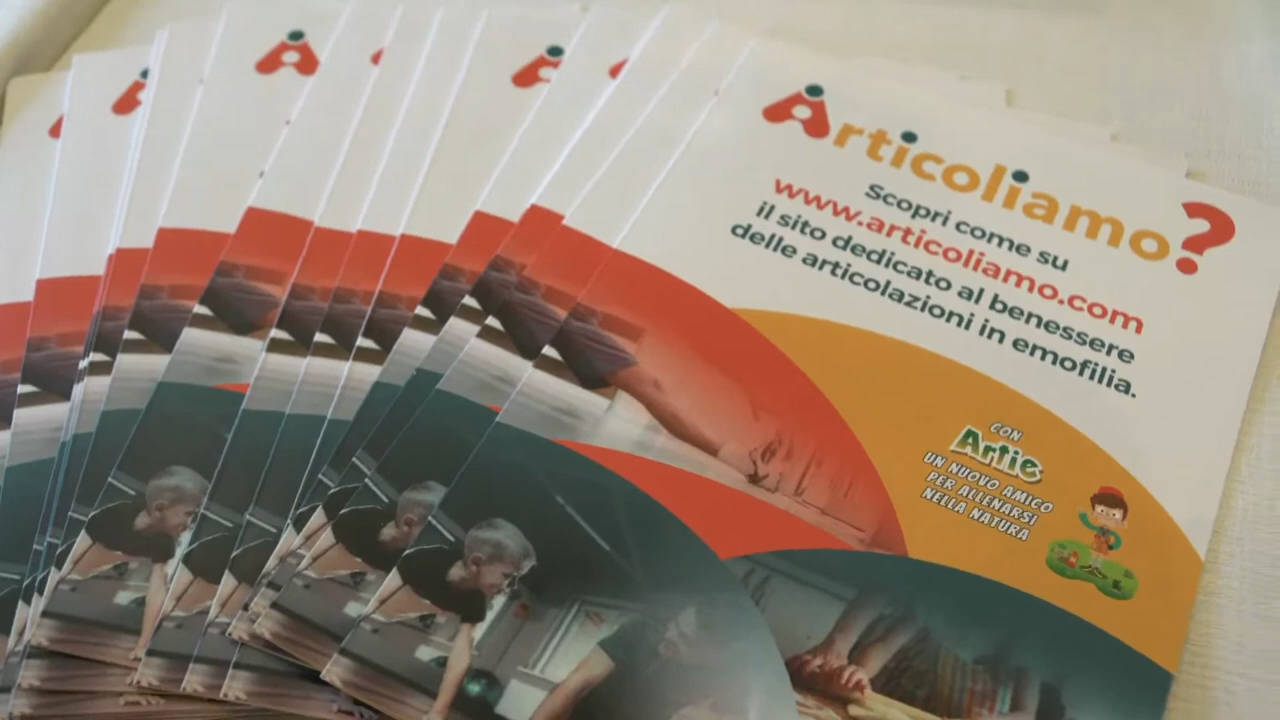 Articoliamo?
Scopri come su
www.articoliamo.com
il sito dedicato al benessere
delle articolazioni in emofilia.
CON
Artie
UN NUOVO AMICO
PER ALLENARSI
NELLA NATURA